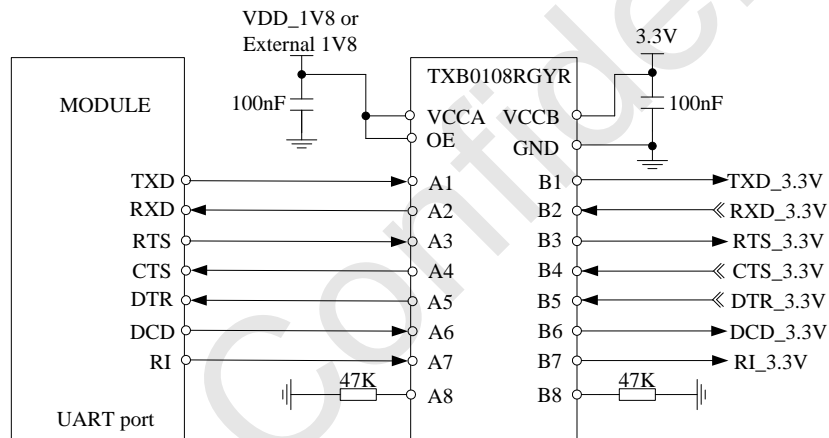 VDD_1V8 or
External 1V8
3.3V
TXB0108RGYR
MODULE
100nF
100nF
VCCA
VCCB
OE
GND
TXD
A1
B1
TXD_3.3V
RXD
A2
B2
RXD_3.3V
RTS
A3
B3
RTS_3.3V
CTS
A4
B4
CTS_3.3V
DTR
A5
B5
DTR_3.3V
DCD
A6
B6
DCD_3.3V
RI
A7
B7
RI_3.3V
47K
A8
B8
47K
UART port
Confide